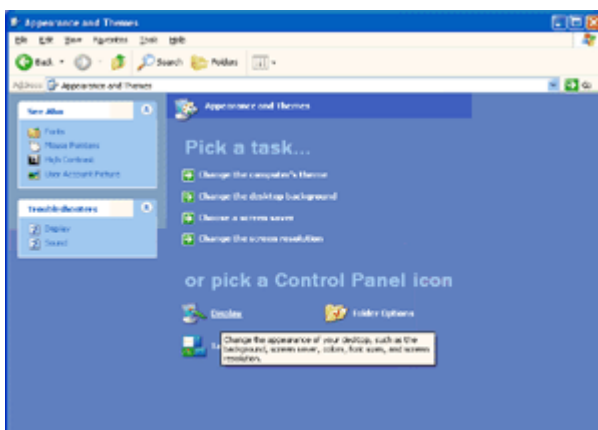 Appearance and Themes
File Edit View Favorites Tools Help
Back Search Folders
Address Appearance and Themes Go
See Also
Fonts
Mouse Pointers
High Contrast
User Account Picture
Troubleshooters
Display
Sound
Appearance and Themes
Pick a task...
Change the computer's theme
Change the desktop background
Choose a screen saver
Change the screen resolution
or pick a Control Panel icon
Display Folder Options
Change the appearance of your desktop, such as the
background, screen saver, colors, font sizes, and screen
resolution.